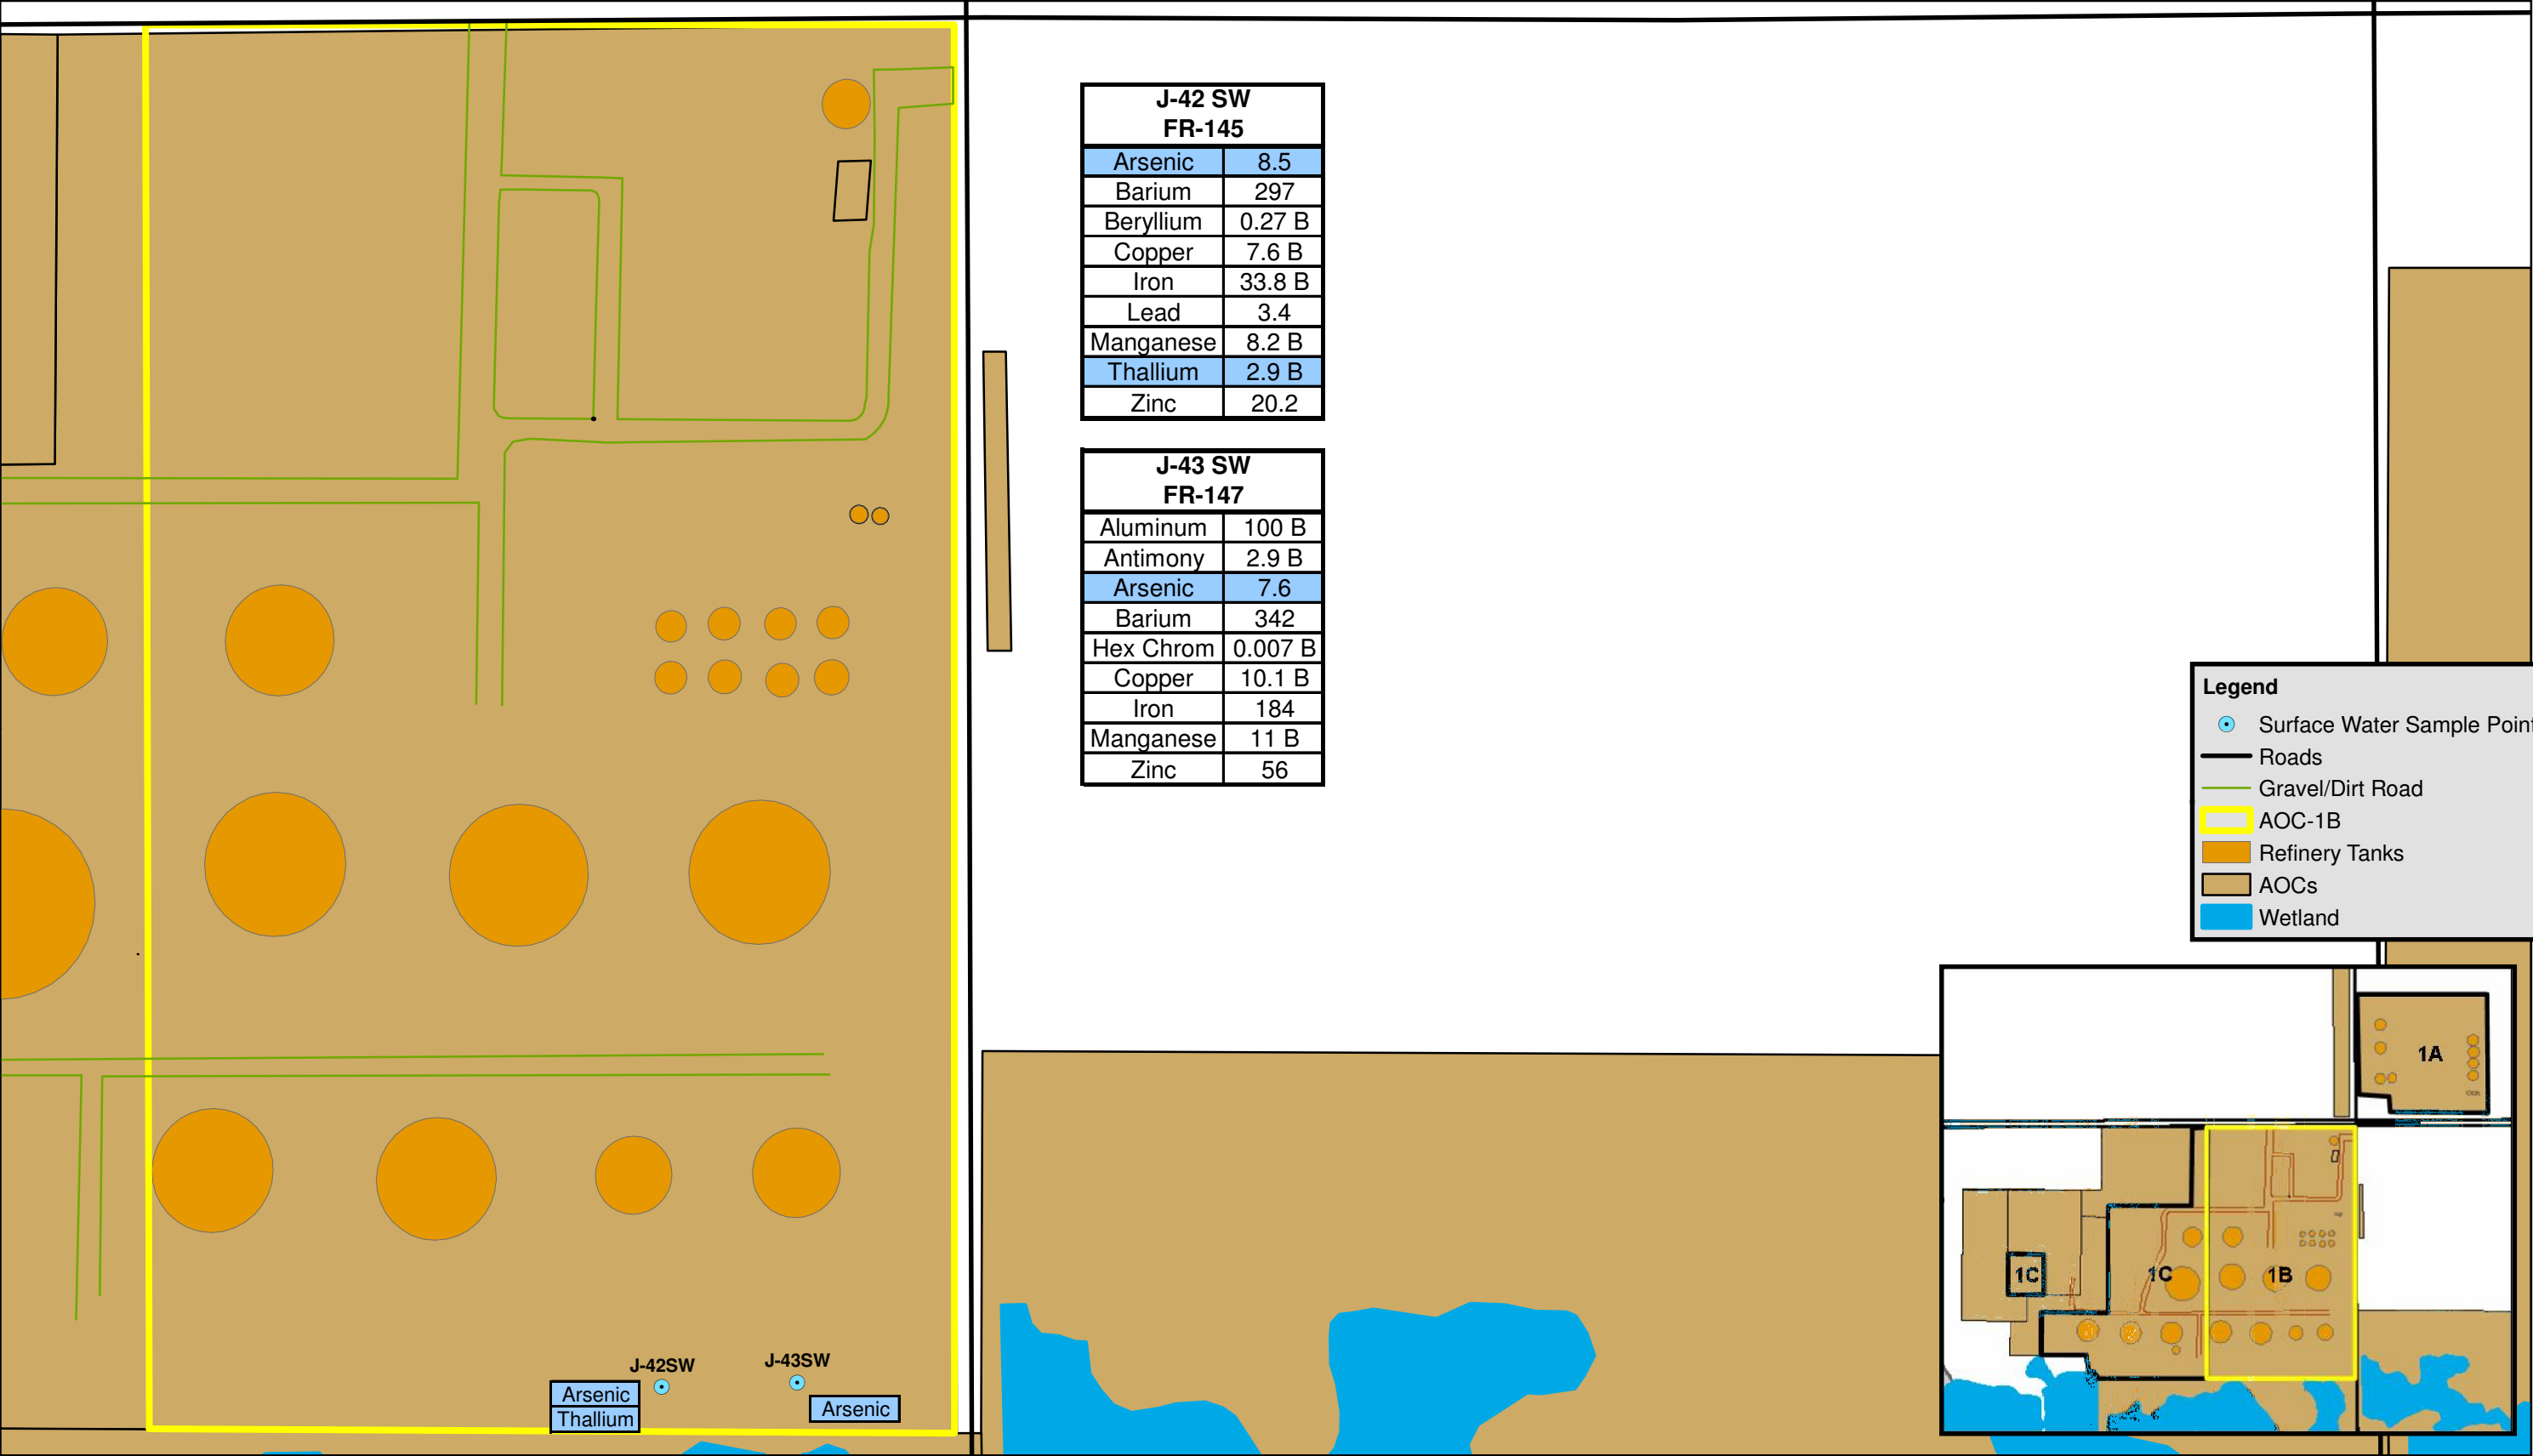 J-42 SW
FR-145
Arsenic 8.5
Barium 297
Beryllium 0.27 B
Copper 7.6 B
Iron 33.8 B
Lead 3.4
Manganese 8.2 B
Thallium 2.9 B
Zinc 20.2
J-43 SW
FR-147
Aluminum 100 B
Antimony 2.9 B
Arsenic 7.6
Barium 342
Hex Chrom 0.007 B
Copper 10.1 B
Iron 184
Manganese 11 B
Zinc 56
Legend
Surface Water Sample Point
Roads
Gravel/Dirt Road
AOC-1B
Refinery Tanks
AOCs
Wetland
1A
1C
1C
1B
J-42SW
J-43SW
Arsenic
Thallium
Arsenic